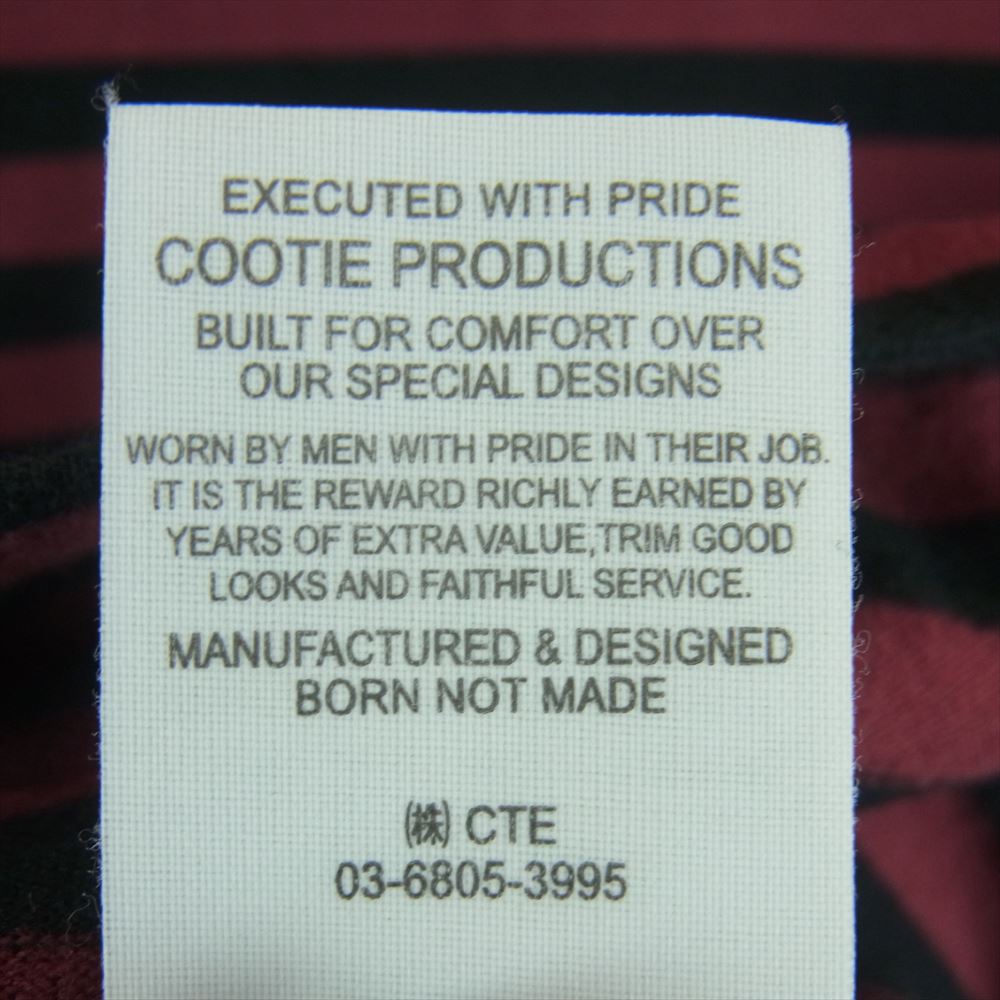 EXECUTED WITH PRIDE
COOTIE PRODUCTIONS
BUILT FOR COMFORT OVER
OUR SPECIAL DESIGNS
WORN BY MEN WITH PRIDE IN THEIR JOB.
IT IS THE REWARD RICHLY EARNED BY
YEARS OF EXTRA VALUE,TRIM GOOD
LOOKS AND FAITHFUL SERVICE.
MANUFACTURED & DESIGNED
BORN NOT MADE
㈱ CTE
03-6805-3995